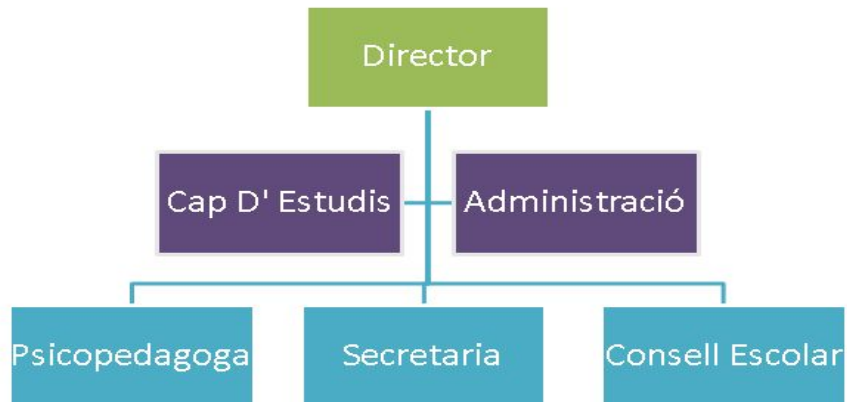 Director
Cap D' Estudis
Administració
Psicopedagoga
Secretaria
Consell Escolar